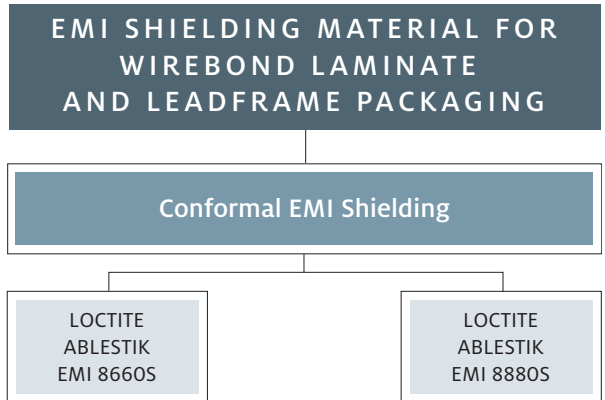 EMI SHIELDING MATERIAL FOR
WIREBOND LAMINATE
AND LEADFRAME PACKAGING
Conformal EMI Shielding
LOCTITE
ABLESTIK
EMI 8660S
LOCTITE
ABLESTIK
EMI 8880S